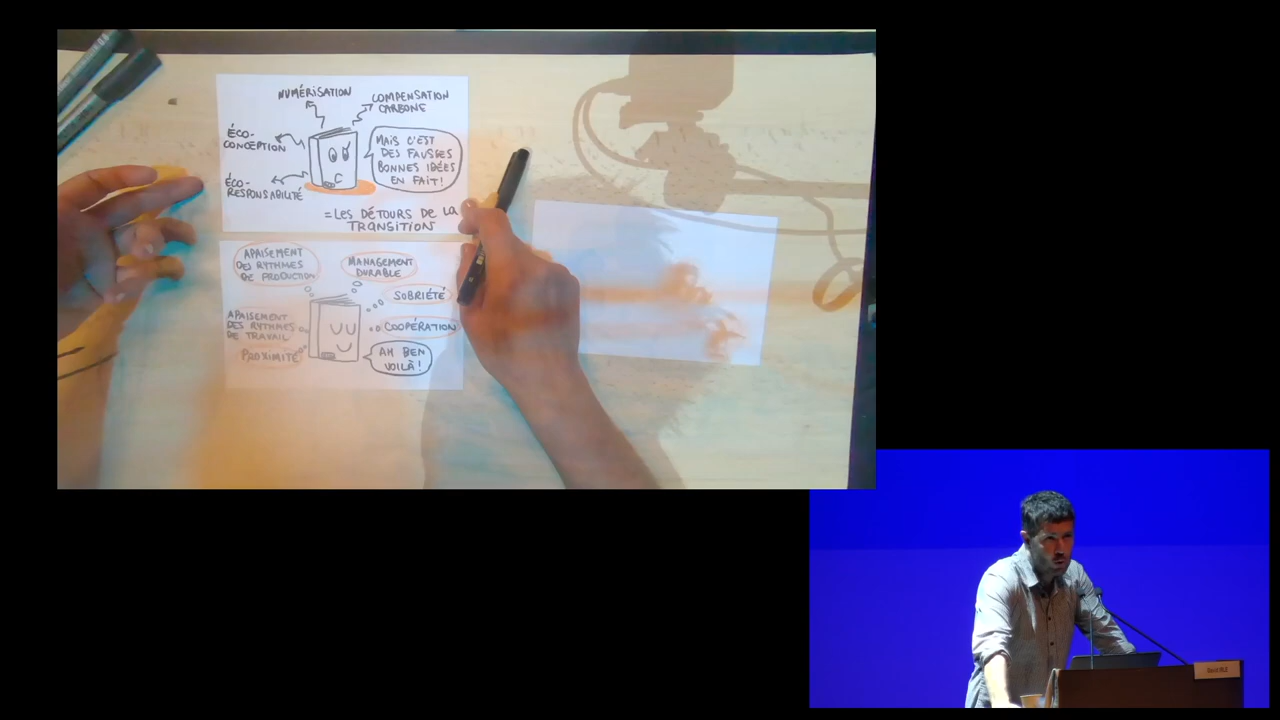 NUMÉRISATION
COMPENSATION
CARBONE
ÉCO-
CONCEPTION
MAIS C'EST
DES FAUSSES
BONNES IDÉES
EN FAIT!
ÉCO-
RESPONSABILITÉ
= LES DÉTOURS DE LA
TRANSITION
APAISEMENT
DES RYTHMES
DE PRODUCTION
MANAGEMENT
DURABLE
SOBRIÉTÉ
APAISEMENT
DES RYTHMES
DE TRAVAIL
COOPÉRATION
PROXIMITÉ
AH BEN
VOILÀ!